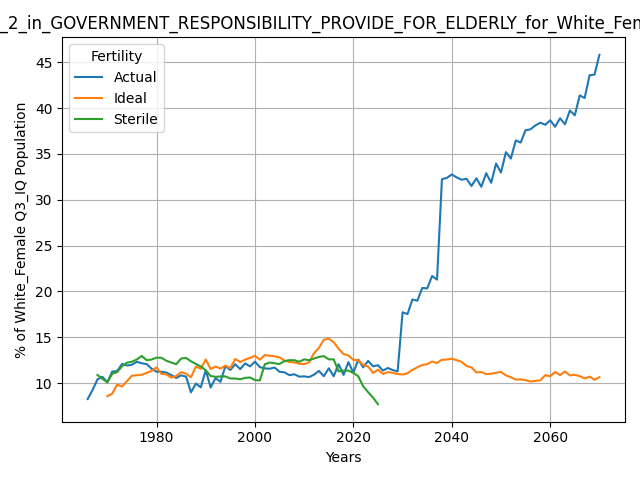 _2_in_GOVERNMENT_RESPONSIBILITY_PROVIDE_FOR_ELDERLY_for_White_Fem
Fertility
Actual
Ideal
Sterile
% of White_Female Q3_IQ Population
45
40
35
30
25
20
15
10
1980
2000
2020
2040
2060
Years